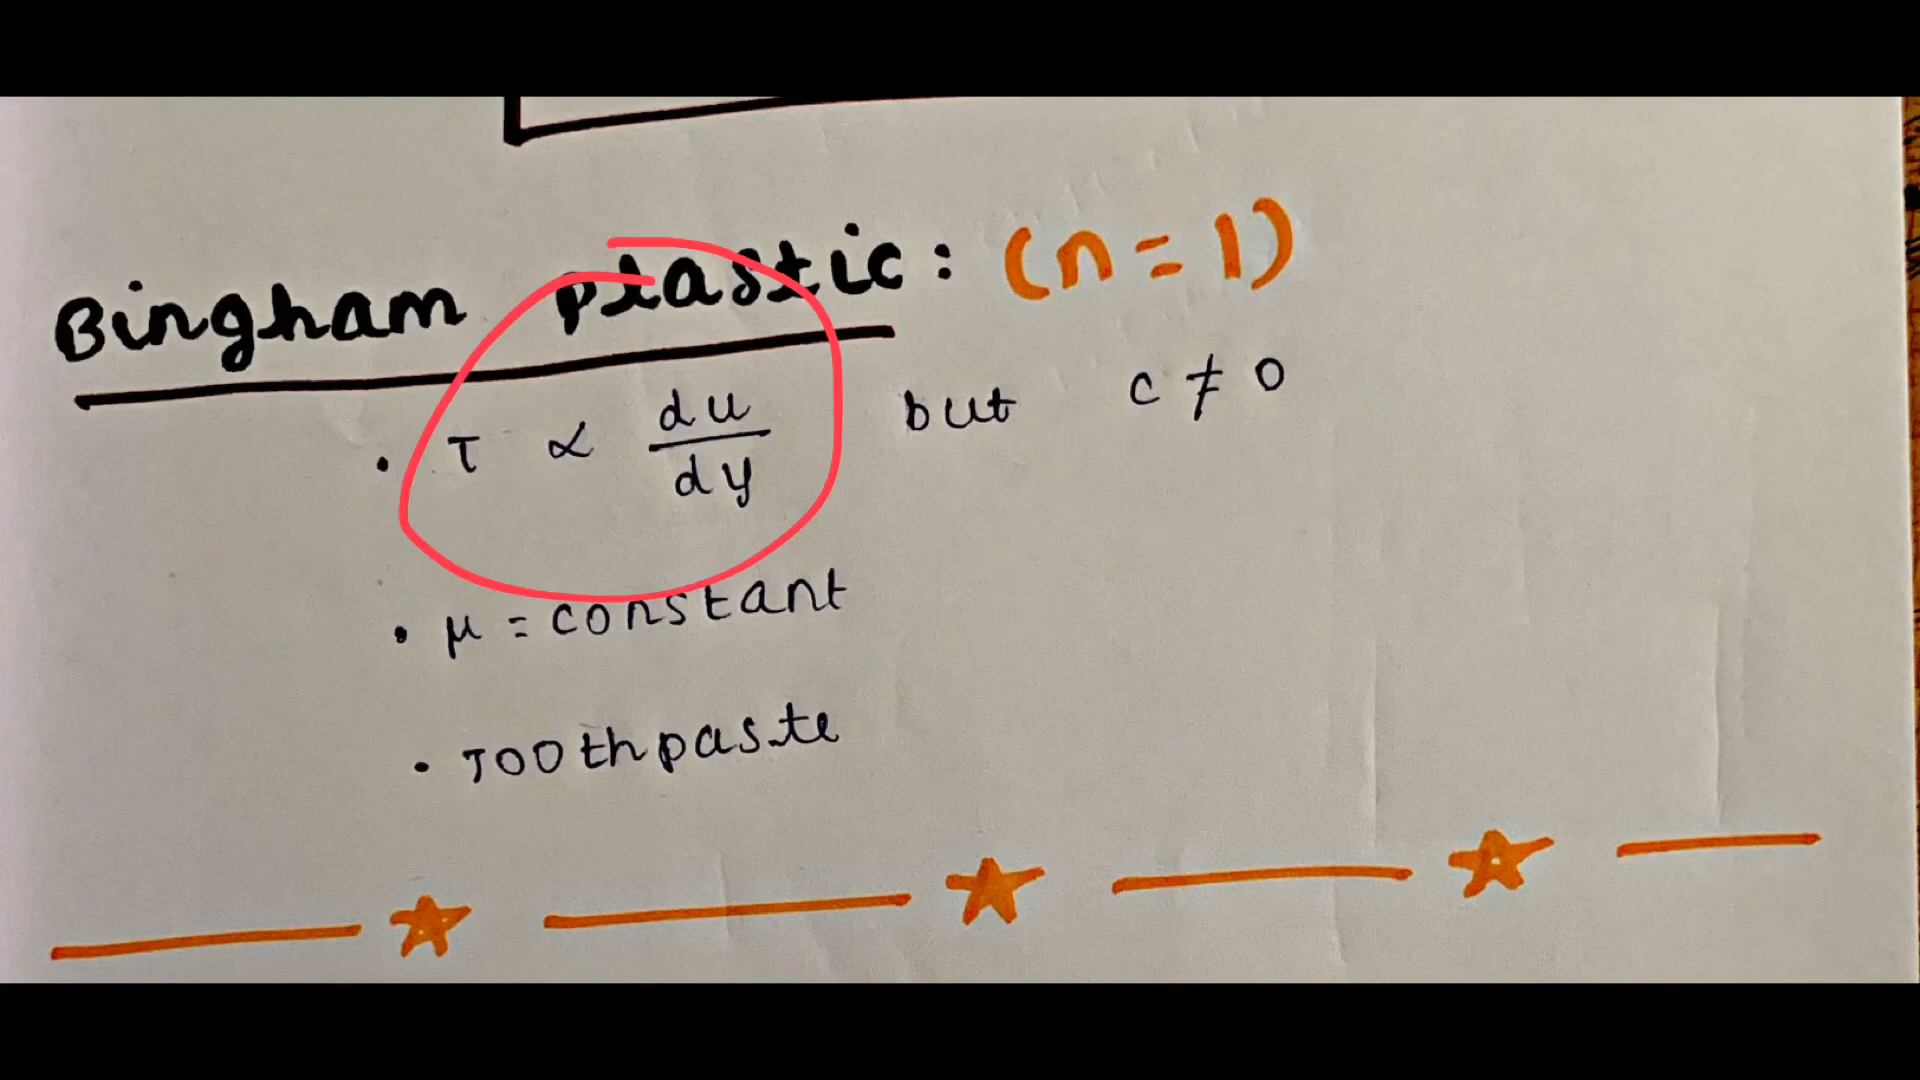 Bingham plastic: (n=1)
• τ ∝ du/dy but c ≠ 0
• μ = constant
• Toothpaste